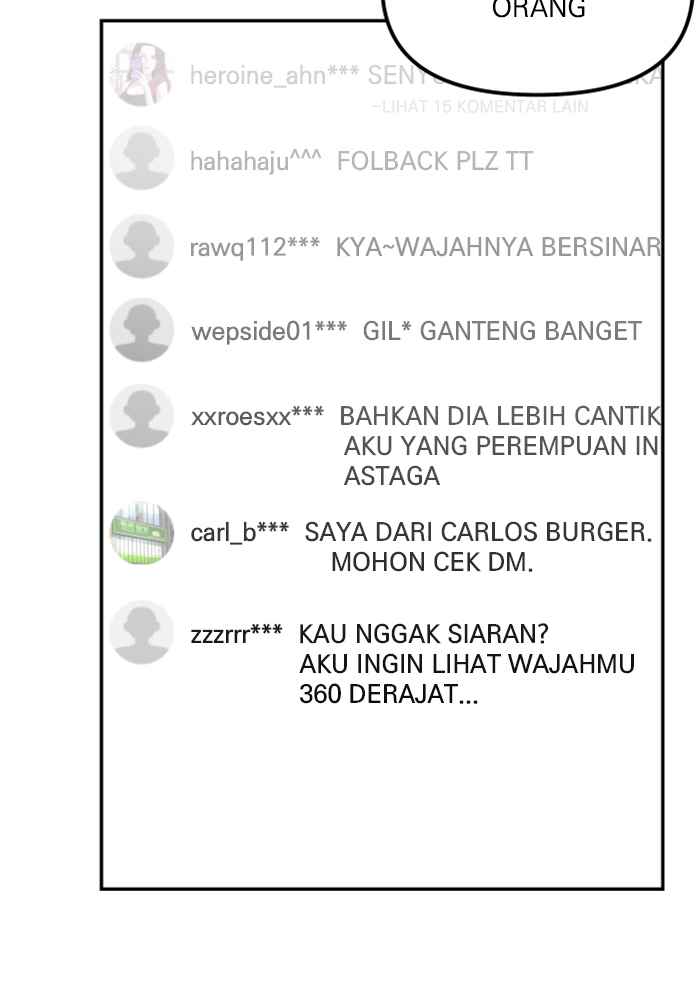 ORANG
heroine_ahn***
~LIHAT 15 KOMENTAR LAIN
hahahaju^^^ FOLBACK PLZ TT
rawq112*** KYA~WAJAHNYA BERSINAR
wepside01*** GIL* GANTENG BANGET
xxroesxx*** BAHKAN DIA LEBIH CANTIK
AKU YANG PEREMPUAN IN
ASTAGA
carl_b*** SAYA DARI CARLOS BURGER.
MOHON CEK DM.
zzzrrr*** KAU NGGAK SIARAN?
AKU INGIN LIHAT WAJAHMU
360 DERAJAT...